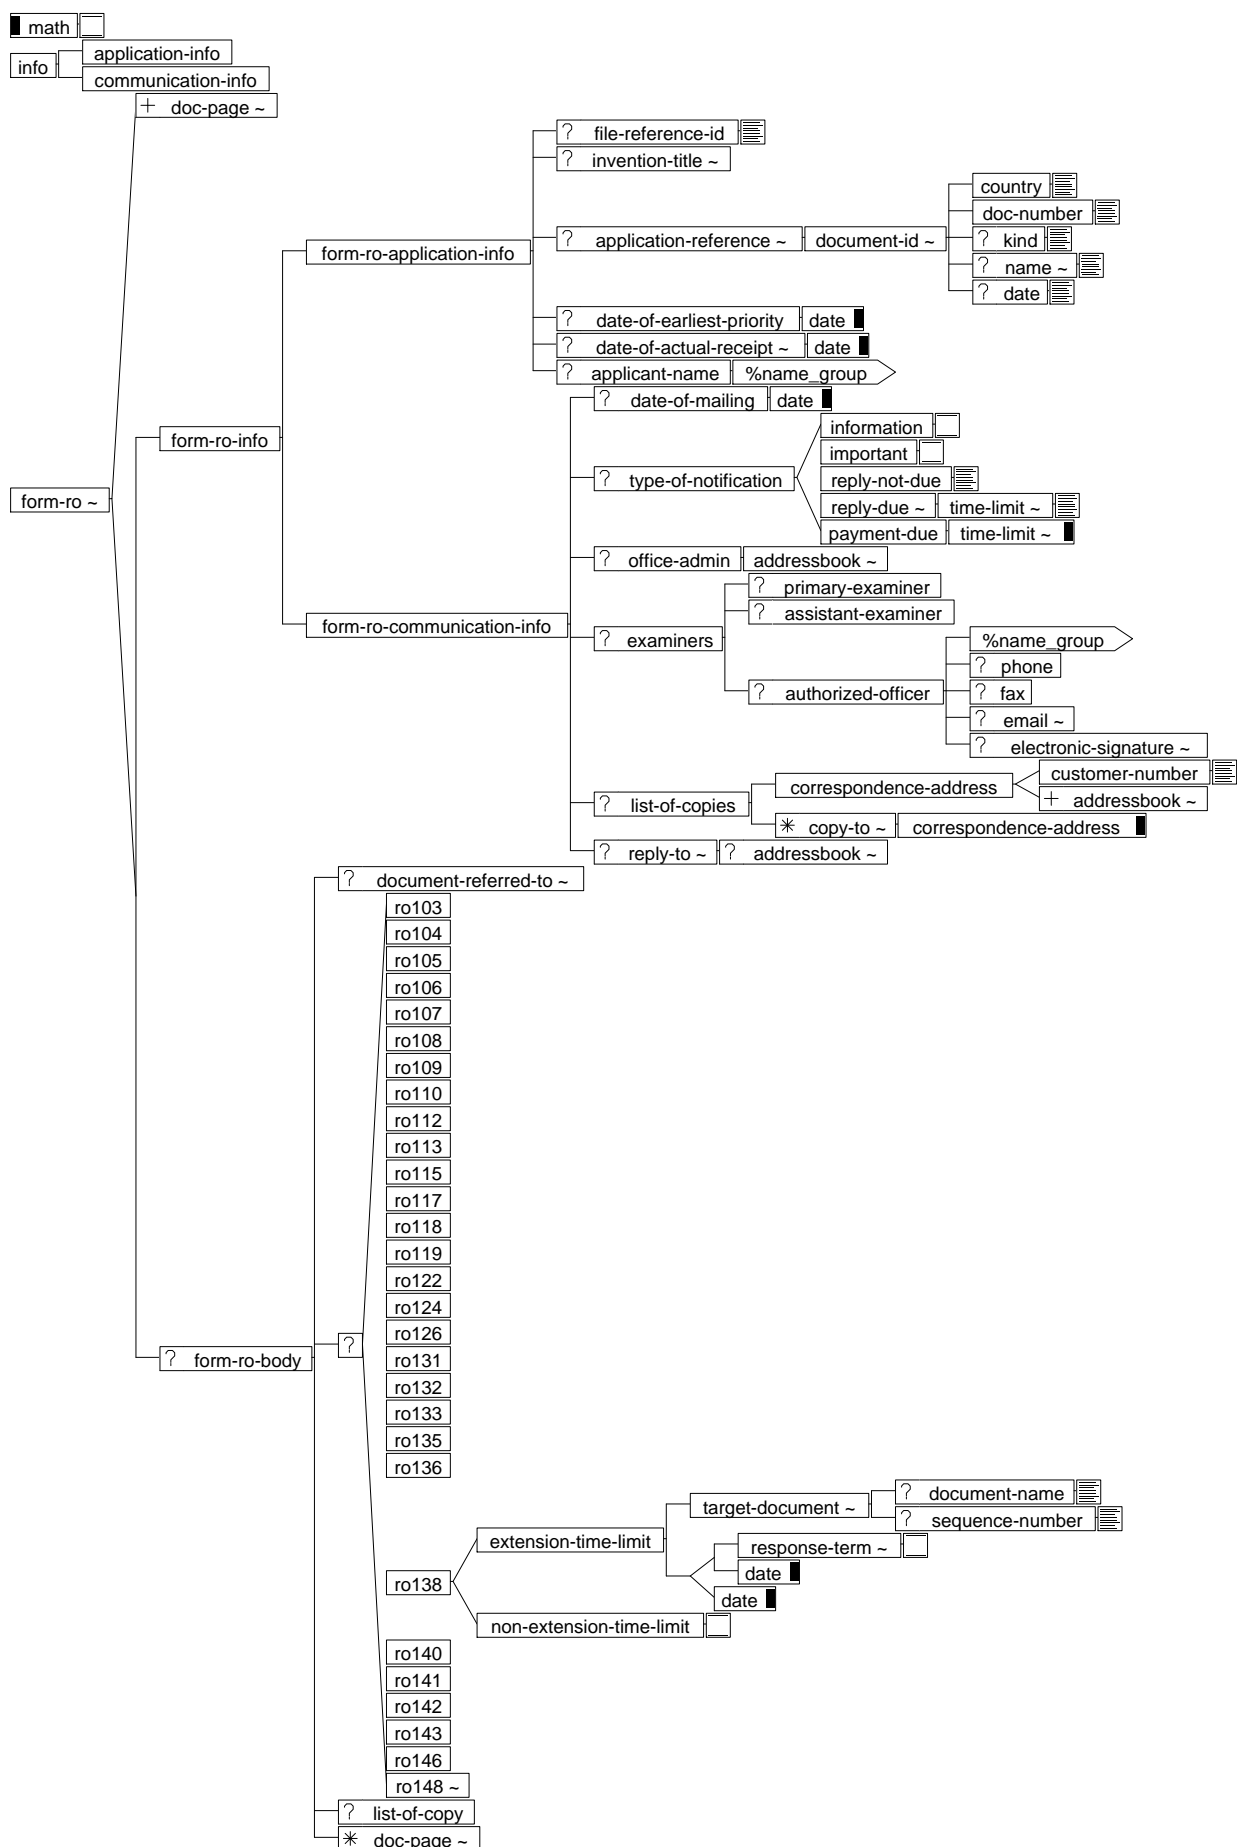 math
application-info
info
communication-info
+ doc-page ~
? file-reference-id
? invention-title ~
country
doc-number
form-ro-application-info ? application-reference ~ document-id ~ ? kind
? name ~
? date
? date-of-earliest-priority date
? date-of-actual-receipt ~ date
? applicant-name %name_group
? date-of-mailing date
form-ro-info information
important
form-ro ~ ? type-of-notification reply-not-due
reply-due ~ time-limit ~
payment-due time-limit ~
? office-admin addressbook ~
? primary-examiner
? assistant-examiner
form-ro-communication-info ? examiners %name_group
? phone
? authorized-officer ? fax
? email ~
? electronic-signature ~
customer-number
correspondence-address
? list-of-copies + addressbook ~
* copy-to ~ correspondence-address
? reply-to ~ ? addressbook ~
? document-referred-to ~
ro103
ro104
ro105
ro106
ro107
ro108
ro109
ro110
ro112
ro113
ro115
ro117
ro118
ro119
ro122
ro124
ro126
?
? form-ro-body ro131
ro132
ro133
ro135
ro136
? document-name
target-document ~
? sequence-number
extension-time-limit response-term ~
date
ro138
date
non-extension-time-limit
ro140
ro141
ro142
ro143
ro146
ro148 ~
? list-of-copy
* doc-page ~